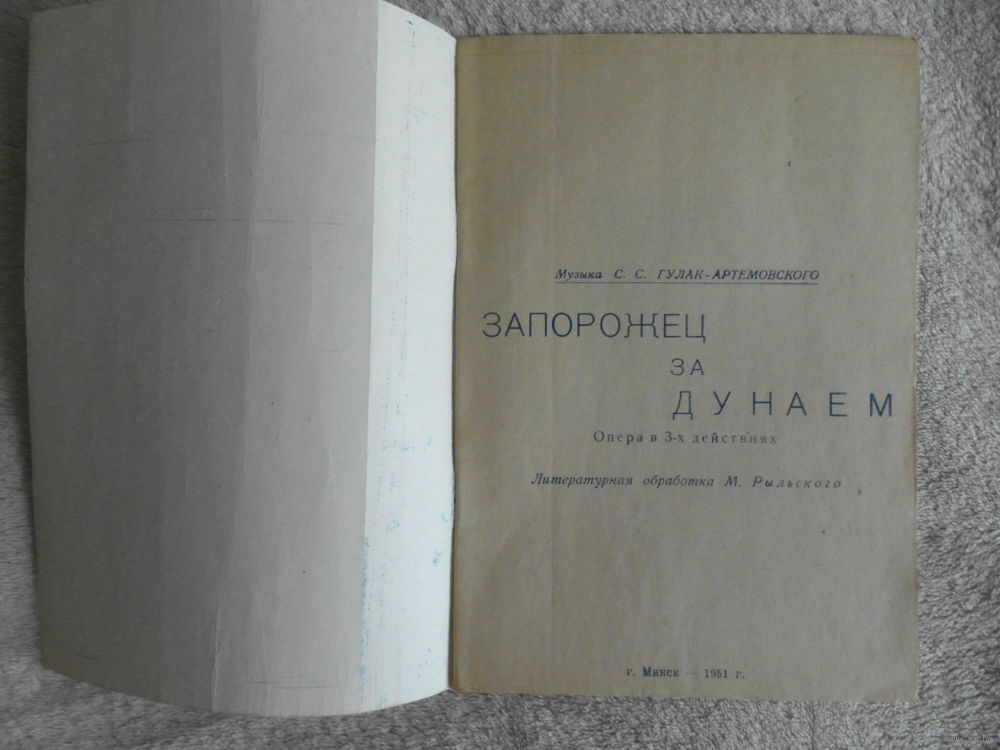 Музыка С. С. ГУЛАК-АРТЕМОВСКОГО
ЗАПОРОЖЕЦ
ЗА
ДУНАЕМ
Опера в 3-х действиях
Литературная обработка М. Рыльского
г. Минск — 1951 г.